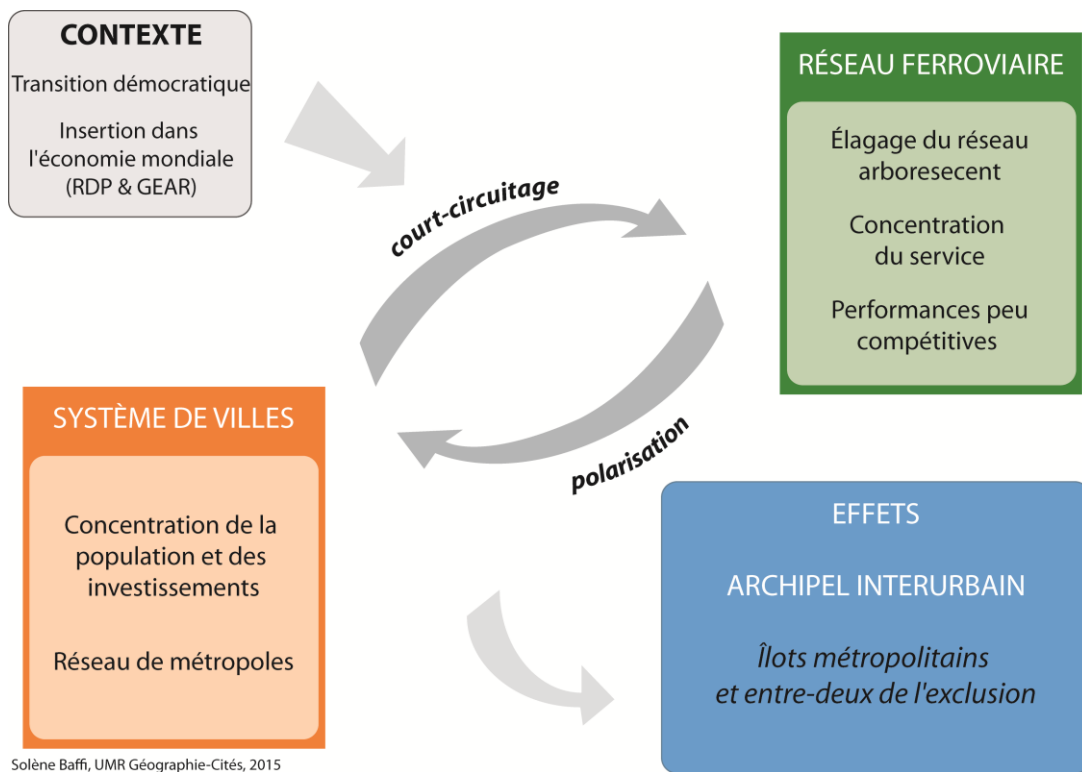 CONTEXTE
Transition démocratique
Insertion dans
l'économie mondiale
(RDP & GEAR)
RÉSEAU FERROVIAIRE
Élagage du réseau
arboresecent
Concentration
du service
Performances peu
compétitives
court-circuitage
polarisation
SYSTÈME DE VILLES
Concentration de la
population et des
investissements
Réseau de métropoles
EFFETS
ARCHIPEL INTERURBAIN
Îlots métropolitains
et entre-deux de l'exclusion
Solène Baffi, UMR Géographie-Cités, 2015